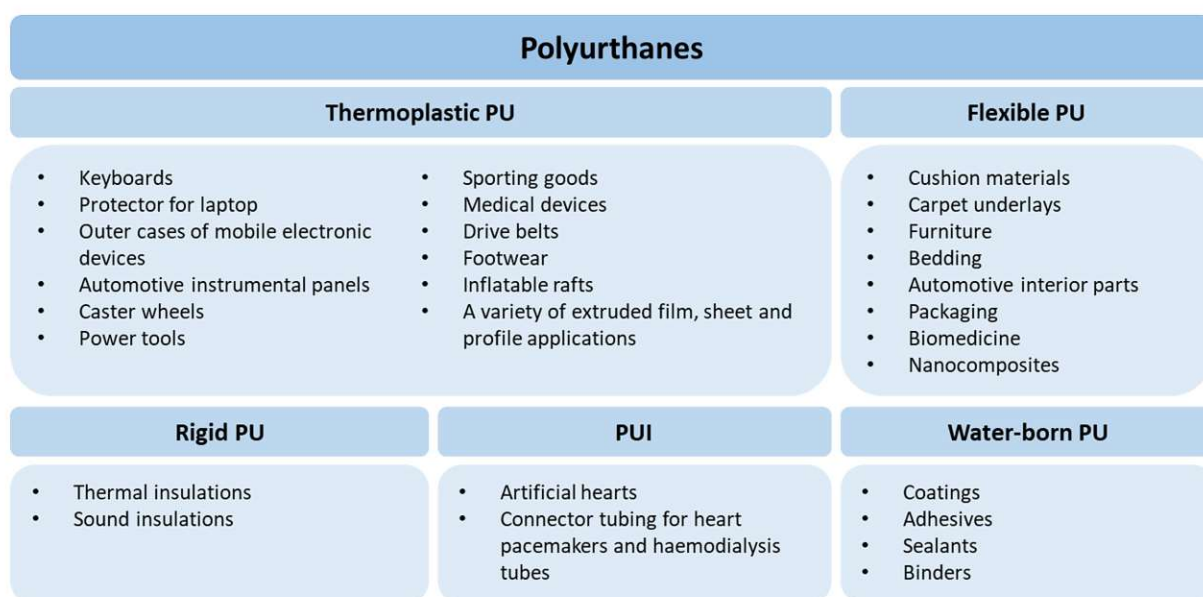 Polyurthanes
Thermoplastic PU
• Keyboards
• Protector for laptop
• Outer cases of mobile electronic
devices
• Automotive instrumental panels
• Caster wheels
• Power tools
• Sporting goods
• Medical devices
• Drive belts
• Footwear
• Inflatable rafts
• A variety of extruded film, sheet and
profile applications
Flexible PU
• Cushion materials
• Carpet underlays
• Furniture
• Bedding
• Automotive interior parts
• Packaging
• Biomedicine
• Nanocomposites
Rigid PU
• Thermal insulations
• Sound insulations
PUI
• Artificial hearts
• Connector tubing for heart
pacemakers and haemodialysis
tubes
Water-born PU
• Coatings
• Adhesives
• Sealants
• Binders